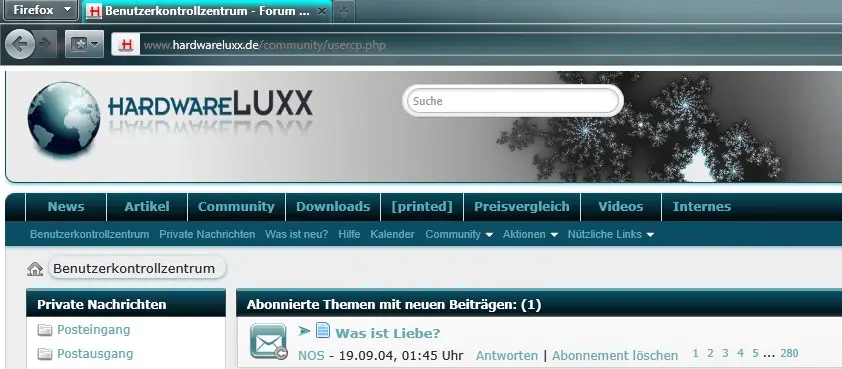 Firefox
Benutzerkontrollzentrum - Forum ...
www.hardwareluxx.de/community/usercp.php
HARDWARELUXX
Suche
News Artikel Community Downloads [printed] Preisvergleich Videos Internes
Benutzerkontrollzentrum Private Nachrichten Was ist neu? Hilfe Kalender Community Aktionen Nützliche Links
Benutzerkontrollzentrum
Private Nachrichten
Posteingang
Postausgang
Abonnierte Themen mit neuen Beiträgen: (1)
Was ist Liebe?
NOS - 19.09.04, 01:45 Uhr Antworten | Abonnement löschen 1 2 3 4 5 ... 280